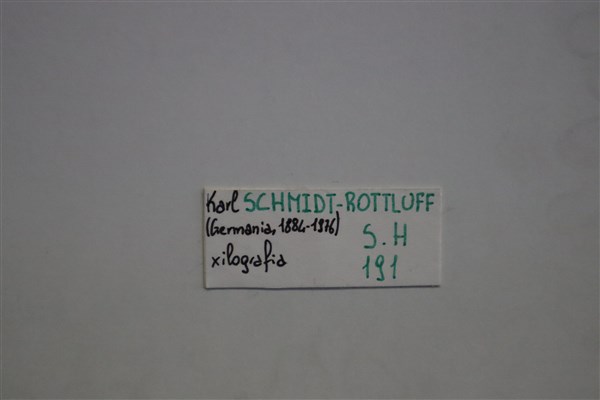 Karl SCHMIDT-ROTTLUFF
(Germania, 1884-1976)
S.H
xilografia
191